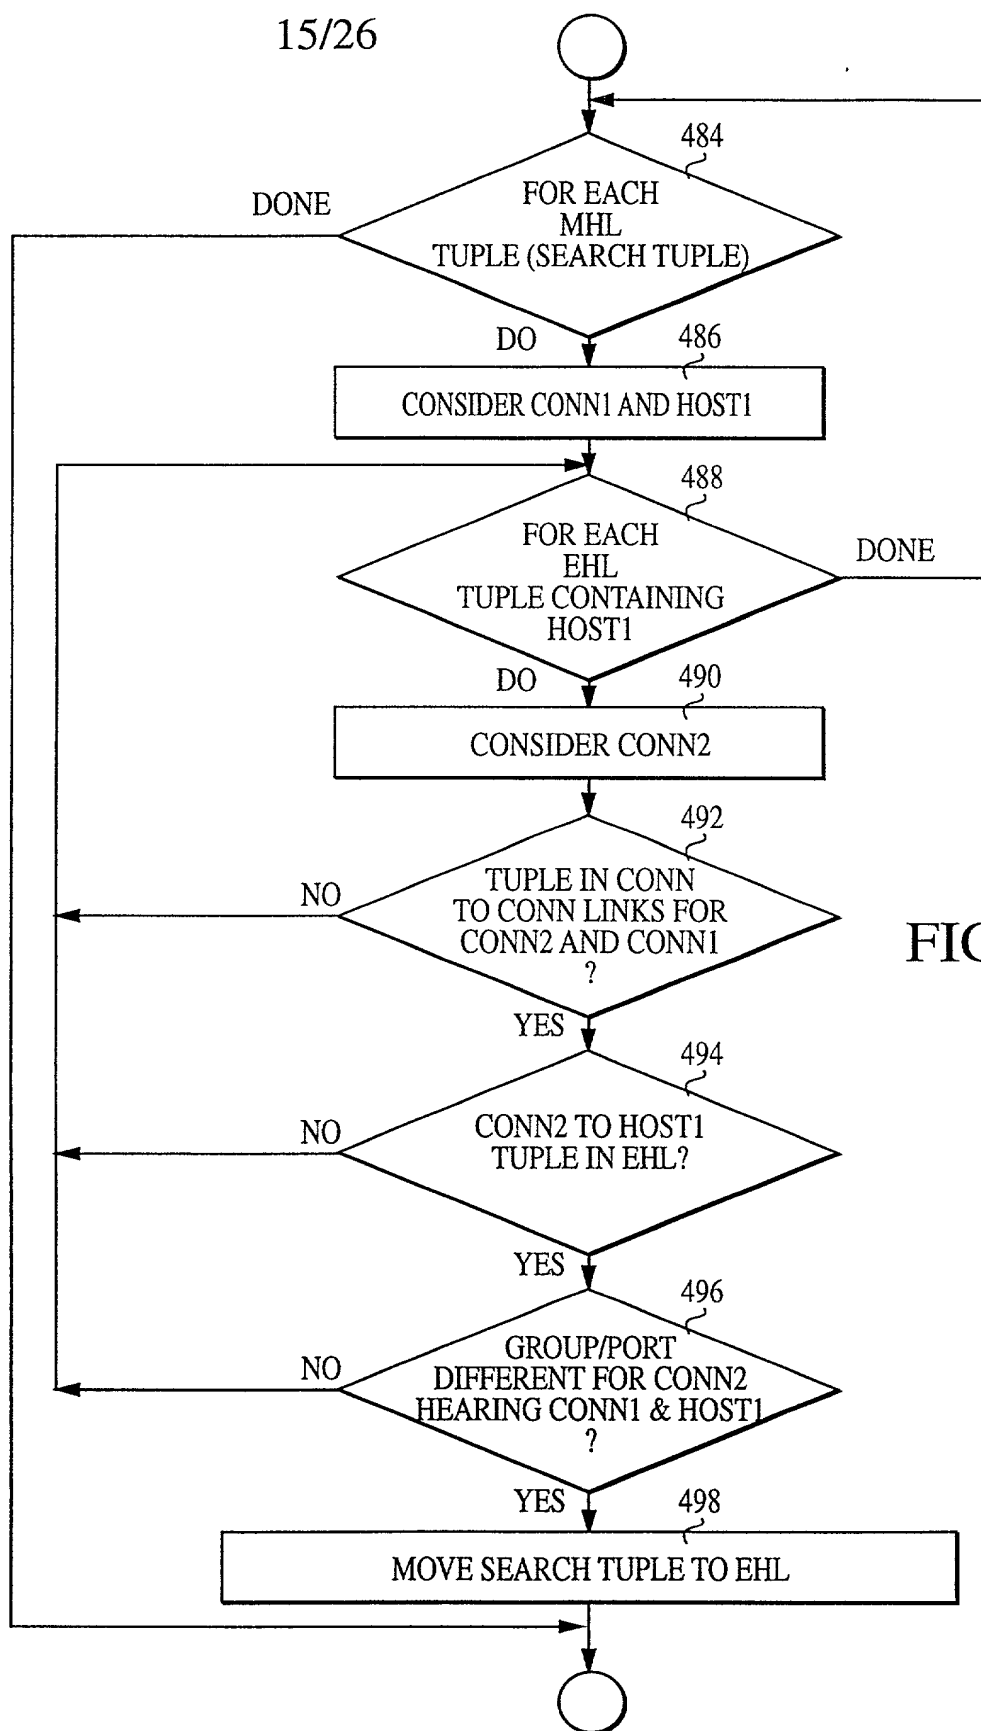 15/26
484
DONE
FOR EACH
MHL
TUPLE (SEARCH TUPLE)
DO
486
CONSIDER CONN1 AND HOST1
488
FOR EACH
EHL
TUPLE CONTAINING
HOST1
DONE
DO
490
CONSIDER CONN2
492
TUPLE IN CONN
TO CONN LINKS FOR
CONN2 AND CONN1
?
NO
FIG
YES
494
CONN2 TO HOST1
TUPLE IN EHL?
NO
YES
496
GROUP/PORT
DIFFERENT FOR CONN2
HEARING CONN1 & HOST1
?
NO
YES
498
MOVE SEARCH TUPLE TO EHL